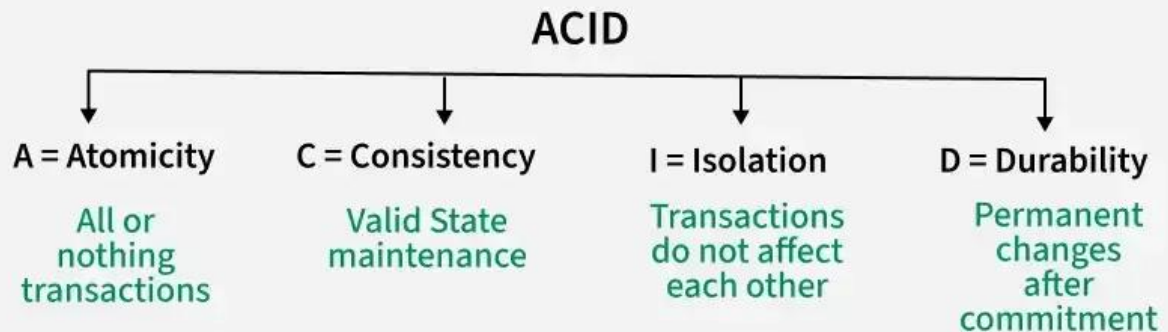 ACID
A = Atomicity
All or
nothing
transactions
C = Consistency
Valid State
maintenance
I = Isolation
Transactions
do not affect
each other
D = Durability
Permanent
changes
after
commitment